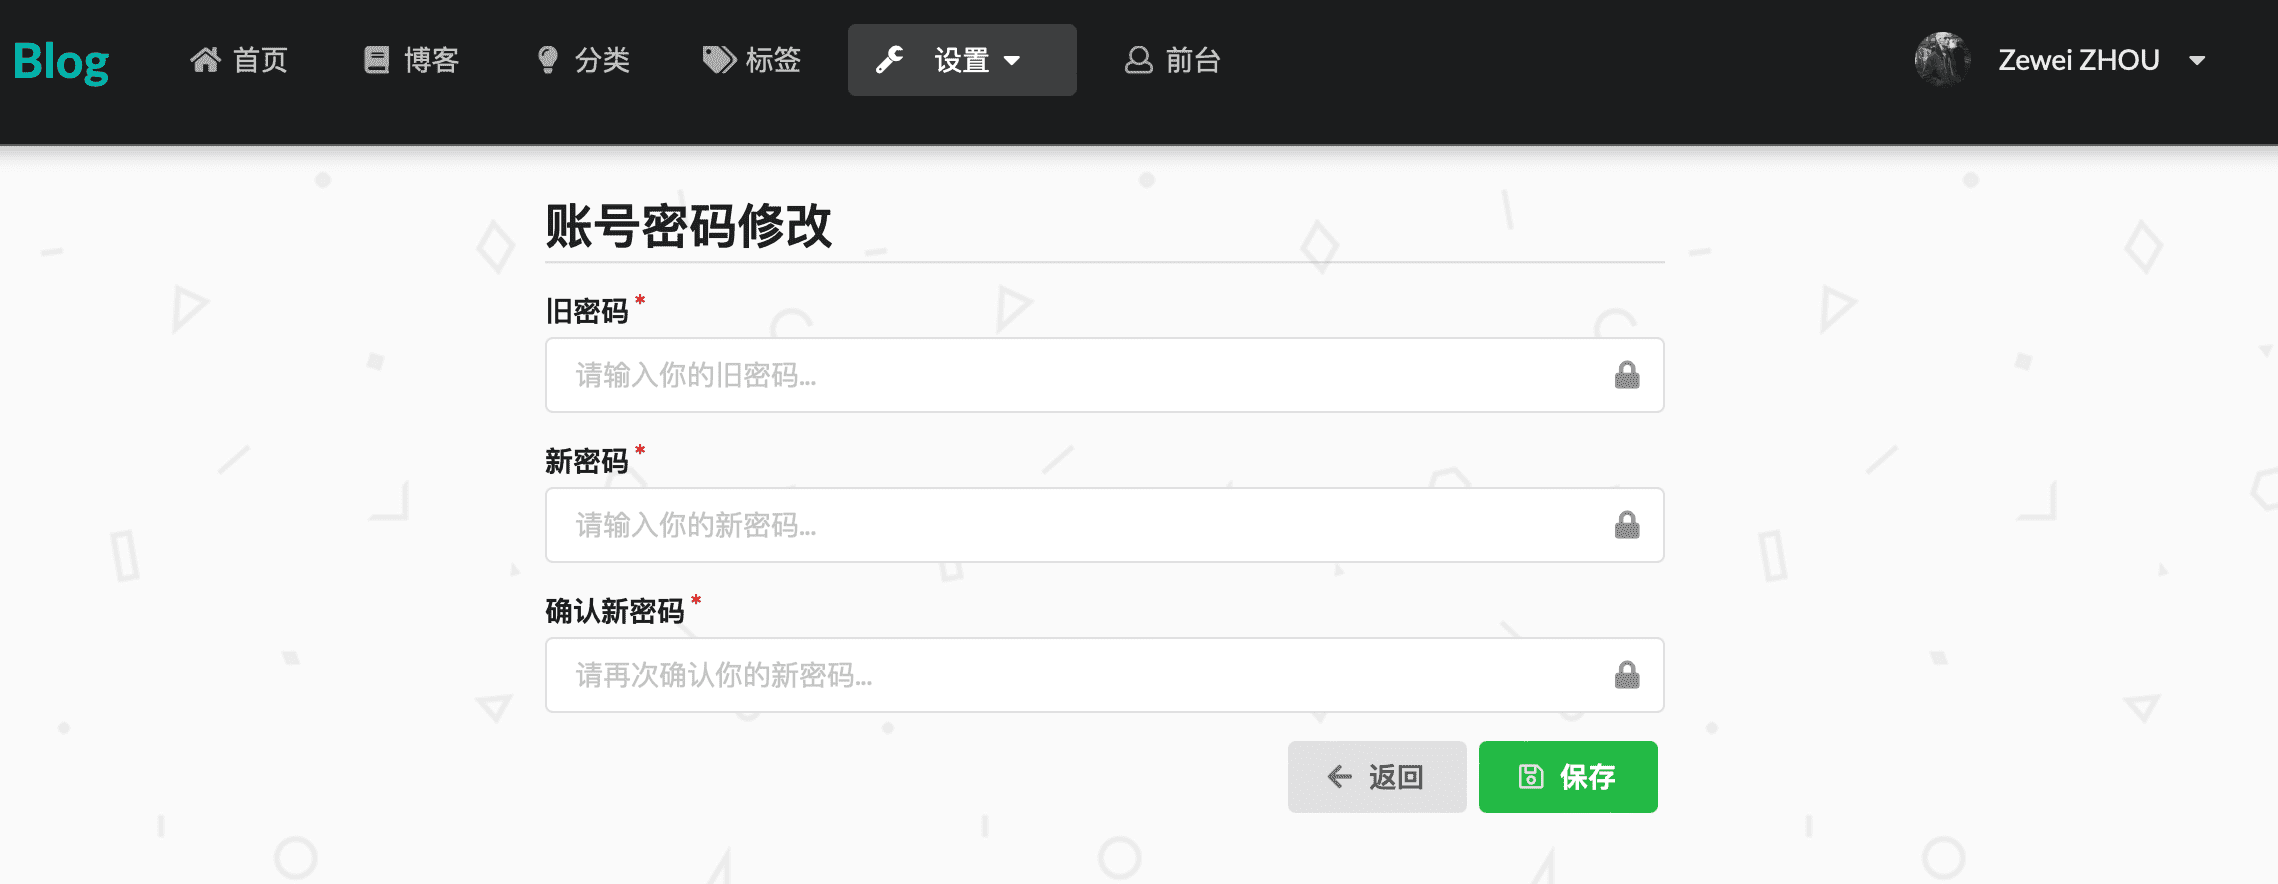 Blog 首页 博客 分类 标签 设置 前台 Zewei ZHOU
账号密码修改
旧密码 *
请输入你的旧密码...
新密码 *
请输入你的新密码...
确认新密码 *
请再次确认你的新密码...
返回 保存